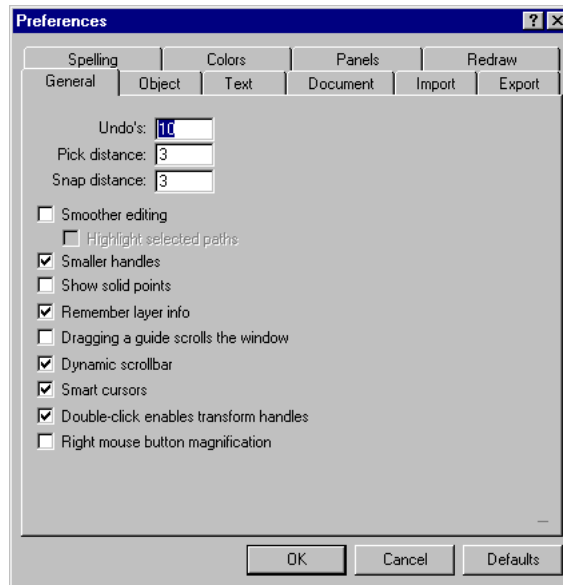 Preferences
Spelling Colors Panels Redraw
General Object Text Document Import Export
Undo's: 10
Pick distance: 3
Snap distance: 3
Smoother editing
Highlight selected paths
Smaller handles
Show solid points
Remember layer info
Dragging a guide scrolls the window
Dynamic scrollbar
Smart cursors
Double-click enables transform handles
Right mouse button magnification
OK Cancel Defaults